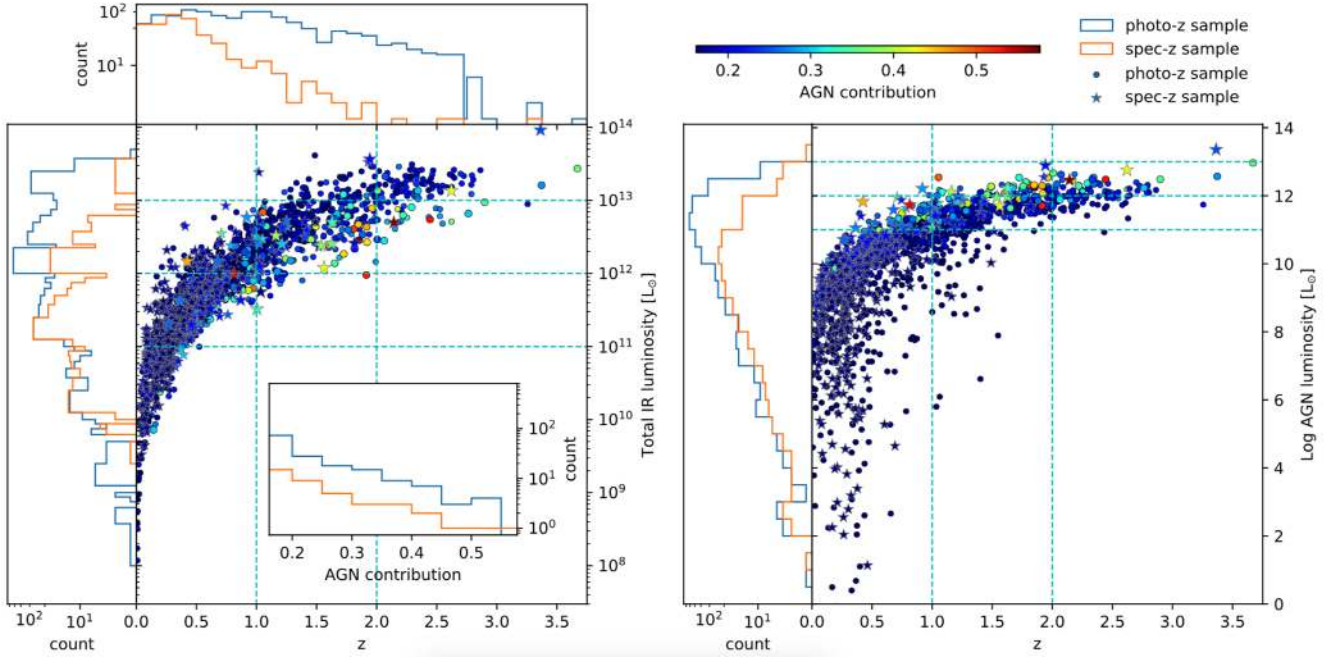 10²
10¹
count
0.2 0.3 0.4 0.5
AGN contribution
photo-z sample
spec-z sample
photo-z sample
spec-z sample
10¹⁴
10¹³
10¹²
10¹¹
10¹⁰
10⁹
10⁸
Total IR luminosity [L⊙]
10²
10¹
10⁰
count
0.2 0.3 0.4 0.5
AGN contribution
10² 10¹
count
0.0 0.5 1.0 1.5 2.0 2.5 3.0 3.5
z
14
12
10
8
6
4
2
0
Log AGN luminosity [L⊙]
10² 10¹
count
0.0 0.5 1.0 1.5 2.0 2.5 3.0 3.5
z